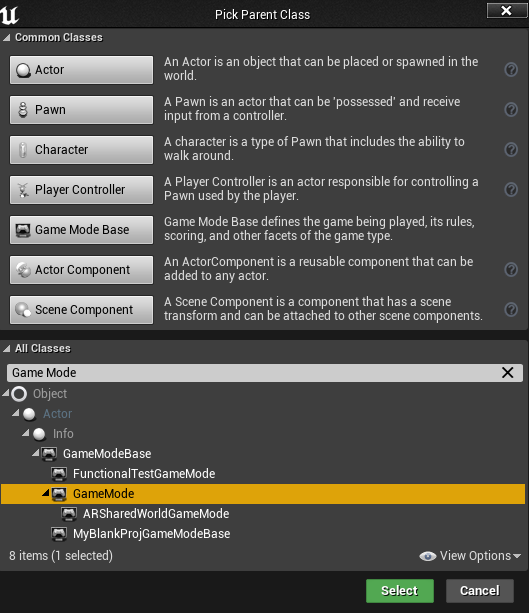 Pick Parent Class
Common Classes
Actor
An Actor is an object that can be placed or spawned in the
world.
Pawn
A Pawn is an actor that can be 'possessed' and receive
input from a controller.
Character
A character is a type of Pawn that includes the ability to
walk around.
Player Controller
A Player Controller is an actor responsible for controlling a
Pawn used by the player.
Game Mode Base
Game Mode Base defines the game being played, its rules,
scoring, and other facets of the game type.
Actor Component
An ActorComponent is a reusable component that can be
added to any actor.
Scene Component
A Scene Component is a component that has a scene
transform and can be attached to other scene components.
All Classes
Game Mode
Object
Actor
Info
GameModeBase
FunctionalTestGameMode
GameMode
ARSharedWorldGameMode
MyBlankProjGameModeBase
8 items (1 selected)
View Options
Select
Cancel